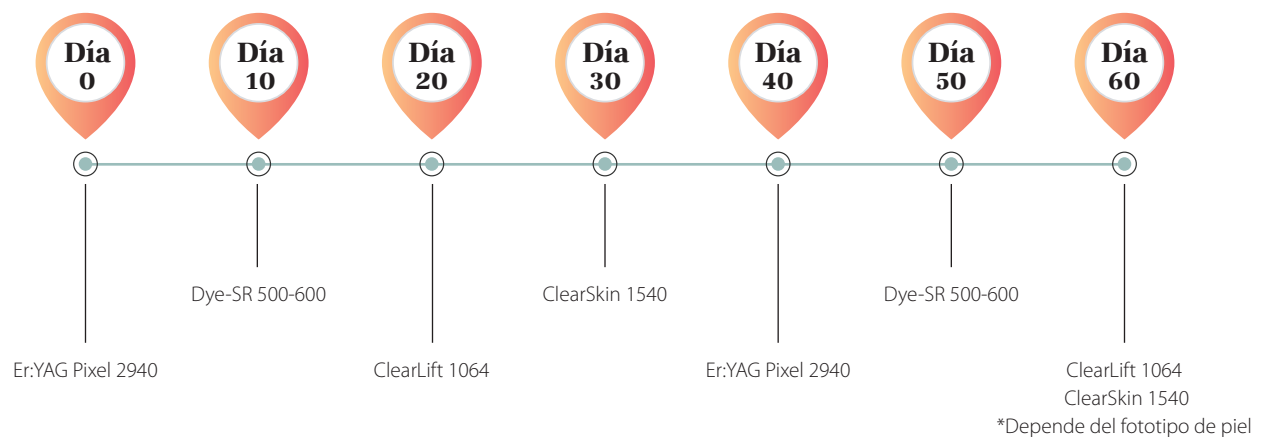 Día
0
Día
10
Día
20
Día
30
Día
40
Día
50
Día
60
Dye-SR 500-600
ClearSkin 1540
Dye-SR 500-600
Er:YAG Pixel 2940
ClearLift 1064
Er:YAG Pixel 2940
ClearLift 1064
ClearSkin 1540
*Depende del fototipo de piel